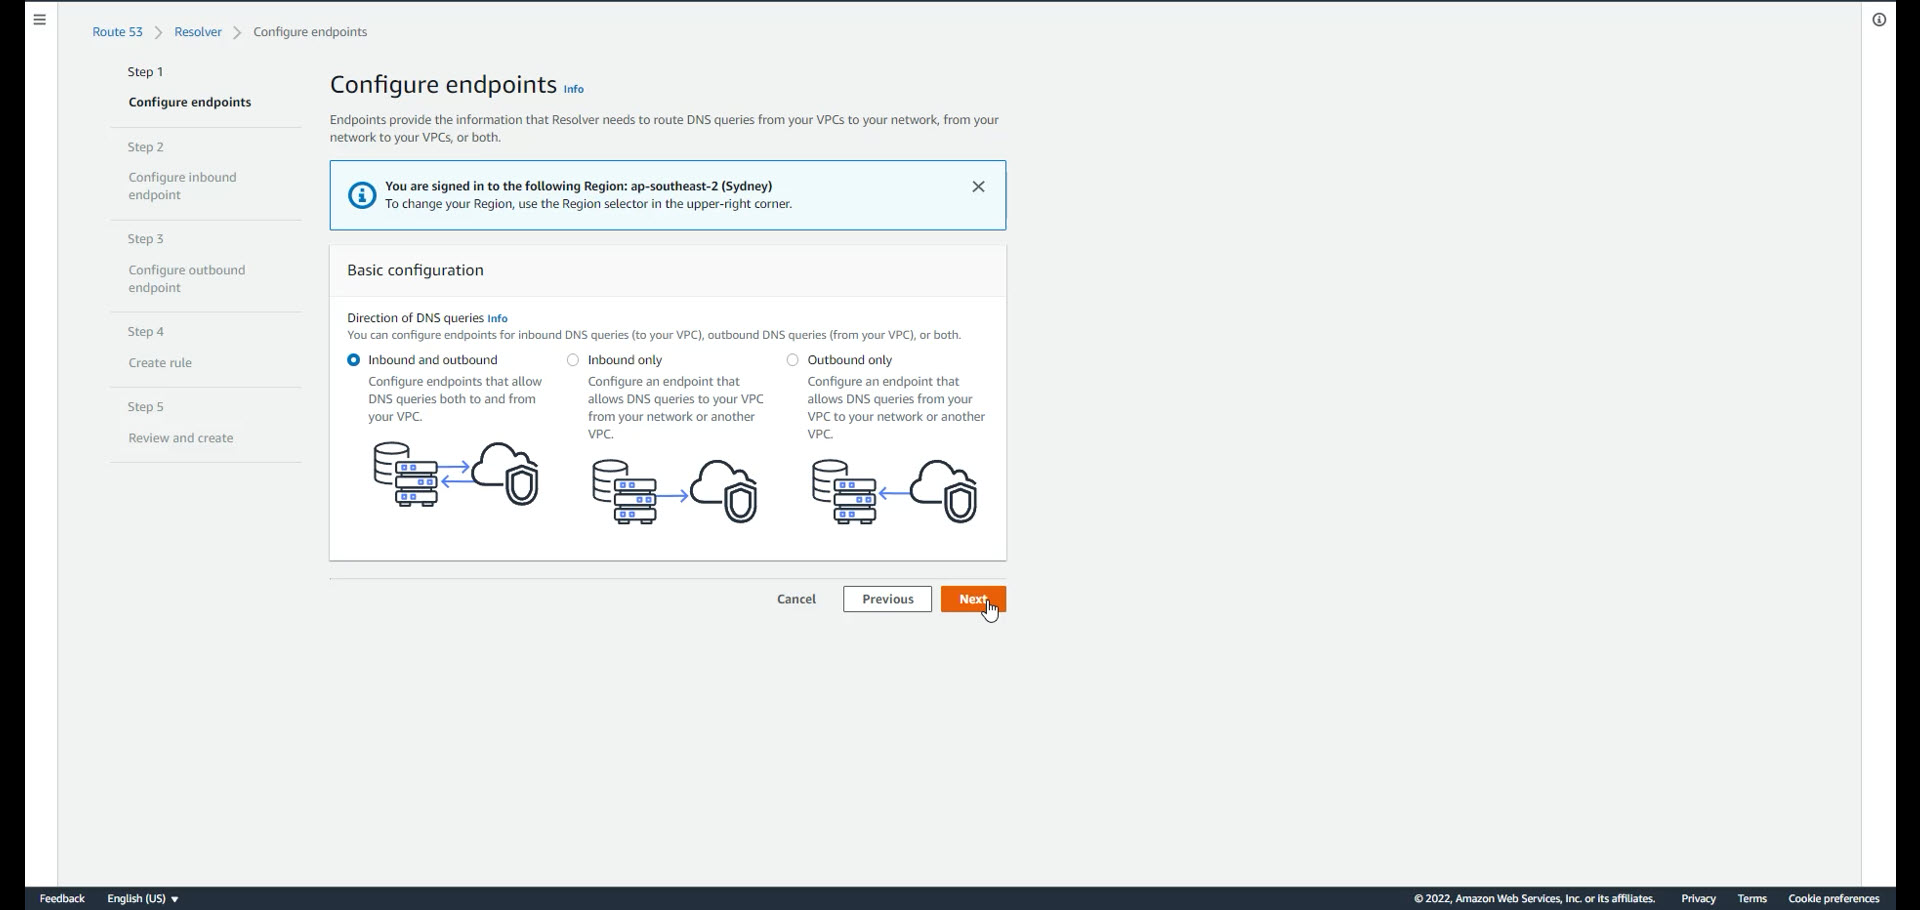 Route 53 > Resolver > Configure endpoints
Step 1
Configure endpoints
Step 2
Configure inbound
endpoint
Step 3
Configure outbound
endpoint
Step 4
Create rule
Step 5
Review and create
Configure endpoints Info
Endpoints provide the information that Resolver needs to route DNS queries from your VPCs to your network, from your
network to your VPCs, or both.
You are signed in to the following Region: ap-southeast-2 (Sydney)
To change your Region, use the Region selector in the upper-right corner.
Basic configuration
Direction of DNS queries Info
You can configure endpoints for inbound DNS queries (to your VPC), outbound DNS queries (from your VPC), or both.
Inbound and outbound
Configure endpoints that allow
DNS queries both to and from
your VPC.
Inbound only
Configure an endpoint that
allows DNS queries to your VPC
from your network or another
VPC.
Outbound only
Configure an endpoint that
allows DNS queries from your
VPC to your network or another
VPC.
Cancel Previous Next
Feedback English (US) © 2022, Amazon Web Services, Inc. or its affiliates. Privacy Terms Cookie preferences